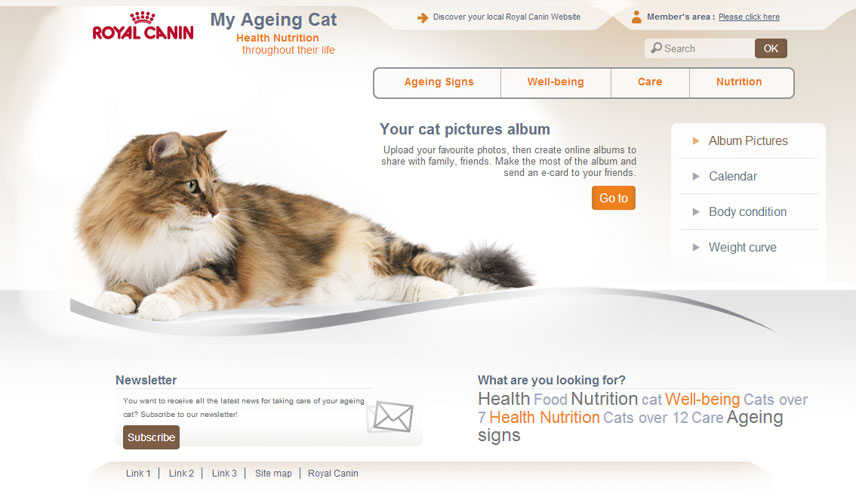 ROYAL CANIN
My Ageing Cat
Health Nutrition
throughout their life
Discover your local Royal Canin Website
Member's area : Please click here
Search
OK
Ageing Signs
Well-being
Care
Nutrition
Your cat pictures album
Upload your favourite photos, then create online albums to
share with family, friends. Make the most of the album and
send an e-card to your friends.
Go to
Album Pictures
Calendar
Body condition
Weight curve
Newsletter
You want to receive all the latest news for taking care of your ageing
cat? Subscribe to our newsletter!
Subscribe
What are you looking for?
Health Food Nutrition cat Well-being Cats over
7 Health Nutrition Cats over 12 Care Ageing
signs
Link 1 | Link 2 | Link 3 | Site map | Royal Canin